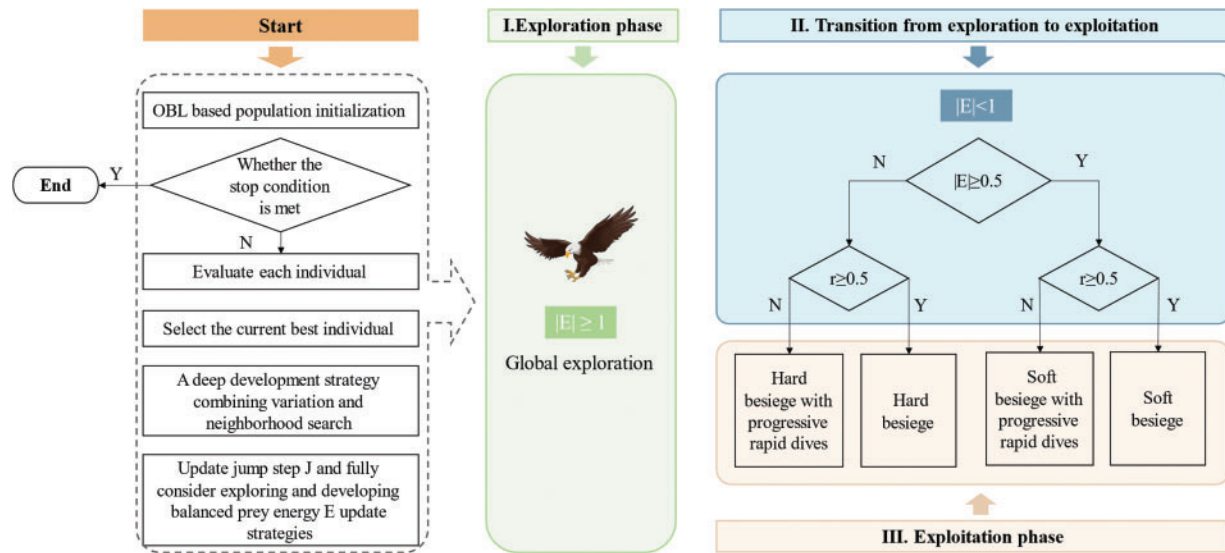 Start
OBL based population initialization
Whether the
stop condition
is met
Y
End
N
Evaluate each individual
Select the current best individual
A deep development strategy
combining variation and
neighborhood search
Update jump step J and fully
consider exploring and developing
balanced prey energy E update
strategies
I.Exploration phase
|E| ≥ 1
Global exploration
II. Transition from exploration to exploitation
|E|<1
N
Y
|E|≥0.5
r≥0.5
r≥0.5
N
Y
N
Y
Hard
besiege with
progressive
rapid dives
Hard
besiege
Soft
besiege with
progressive
rapid dives
Soft
besiege
III. Exploitation phase